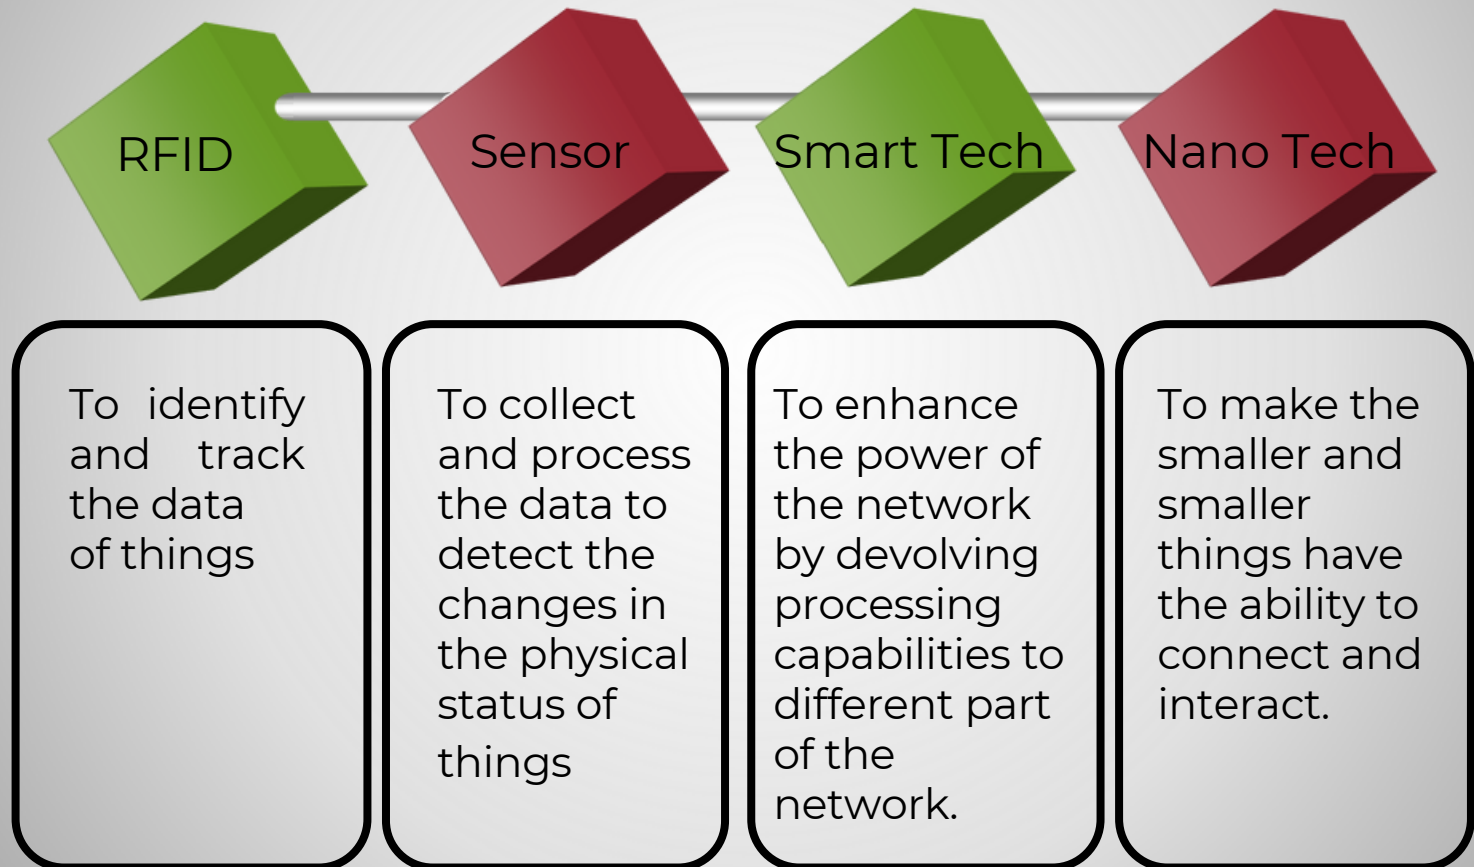 RFID
Sensor
Smart Tech
Nano Tech
To identify
and track
the data
of things
To collect
and process
the data to
detect the
changes in
the physical
status of
things
To enhance
the power of
the network
by devolving
processing
capabilities to
different part
of the
network.
To make the
smaller and
smaller
things have
the ability to
connect and
interact.